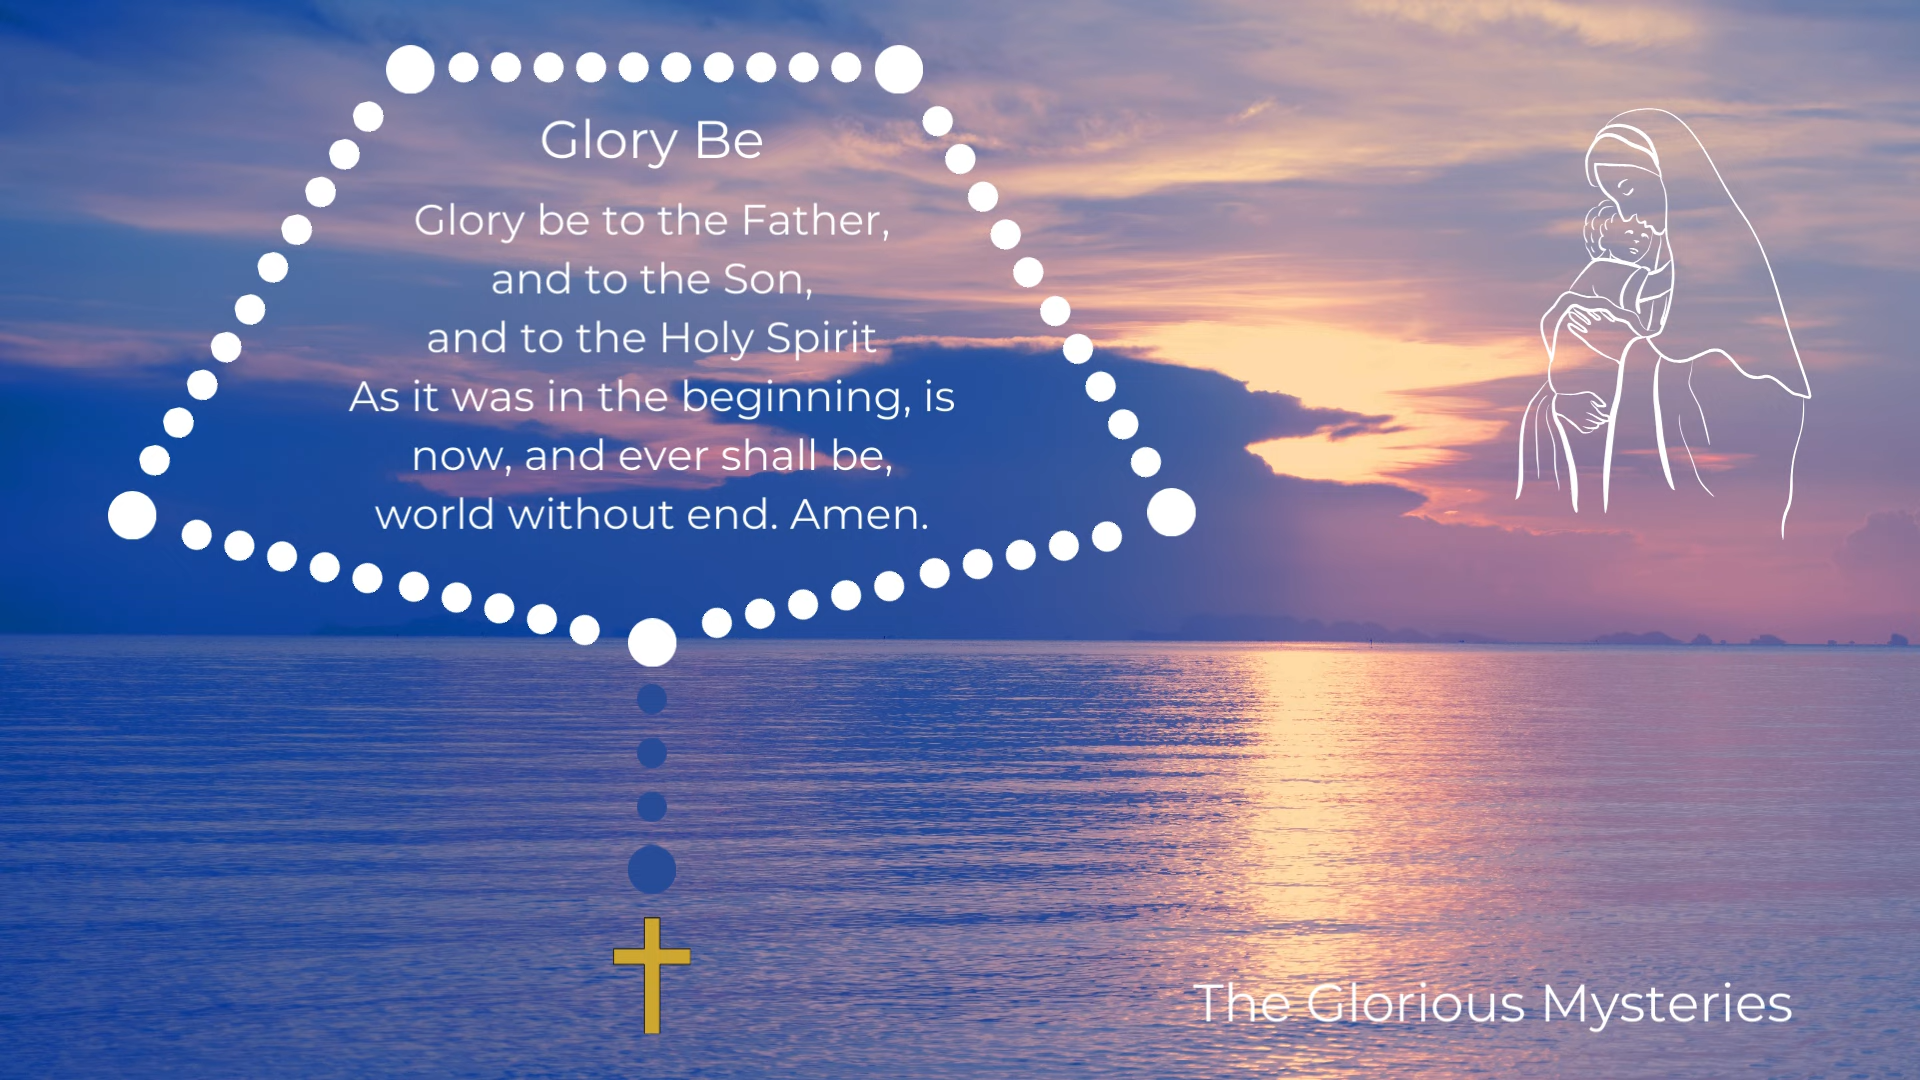 Glory Be
Glory be to the Father,
and to the Son,
and to the Holy Spirit
As it was in the beginning, is
now, and ever shall be,
world without end. Amen.
The Glorious Mysteries